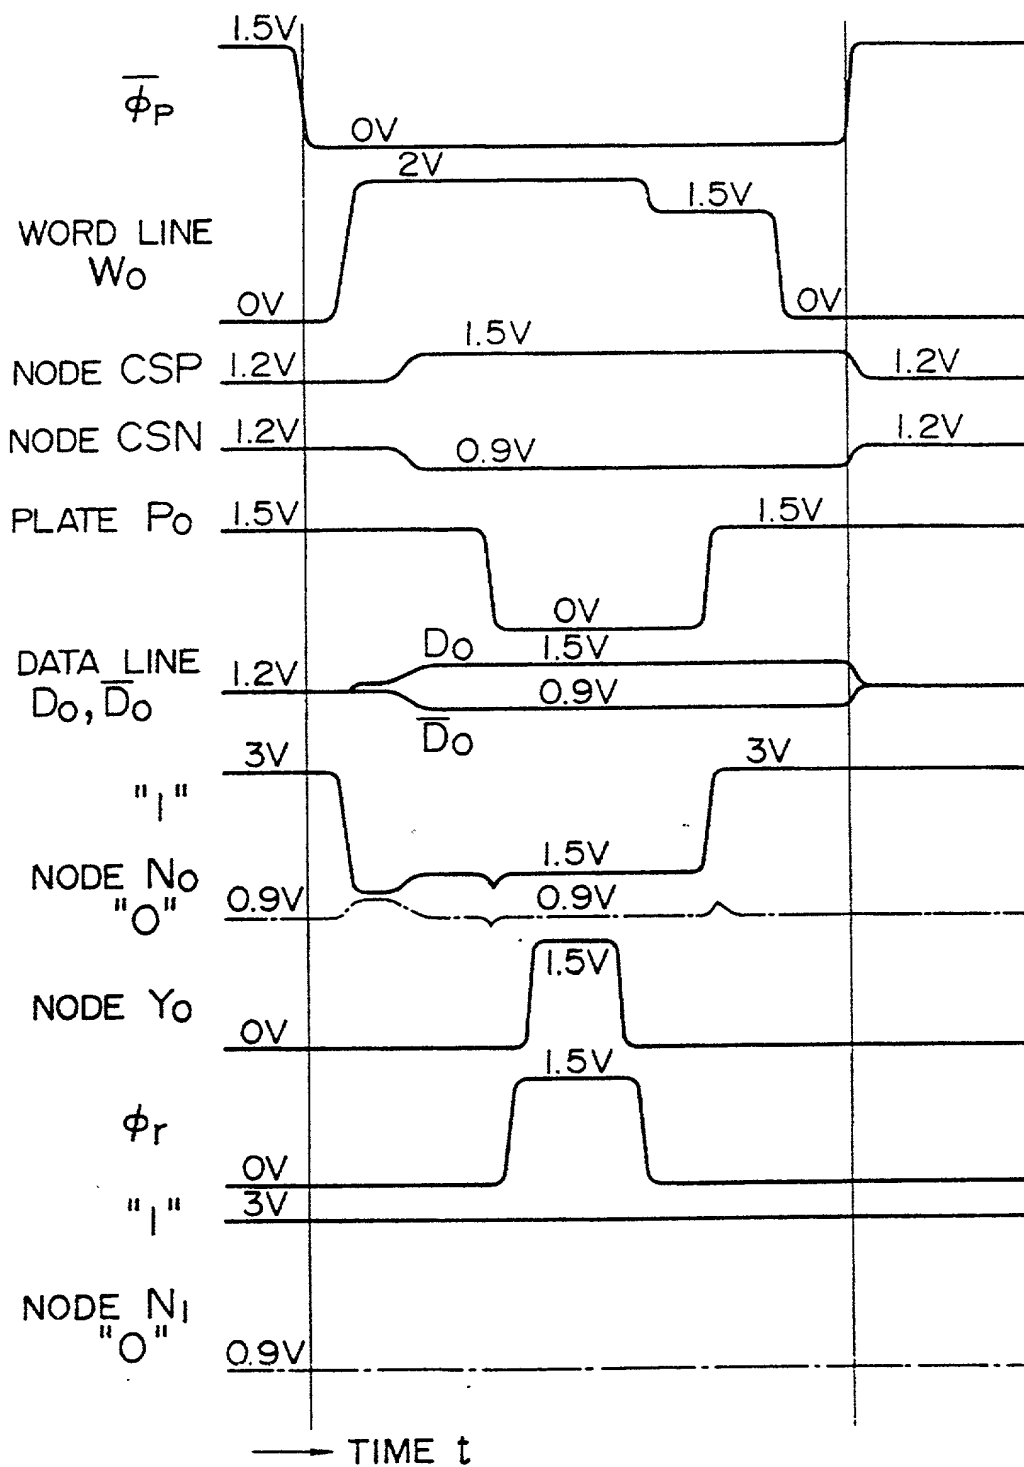 1.5V
φ̅P
0V
2V
1.5V
WORD LINE
W0
0V
0V
1.5V
NODE CSP
1.2V
1.2V
NODE CSN
1.2V
1.2V
0.9V
PLATE P0
1.5V
1.5V
0V
D0
1.5V
DATA LINE
1.2V
D0, D̅0
0.9V
D̅0
3V
3V
"1"
1.5V
NODE N0
0.9V
0.9V
"0"
1.5V
NODE Y0
0V
1.5V
φr
0V
3V
"1"
NODE N1
"0"
0.9V
TIME t